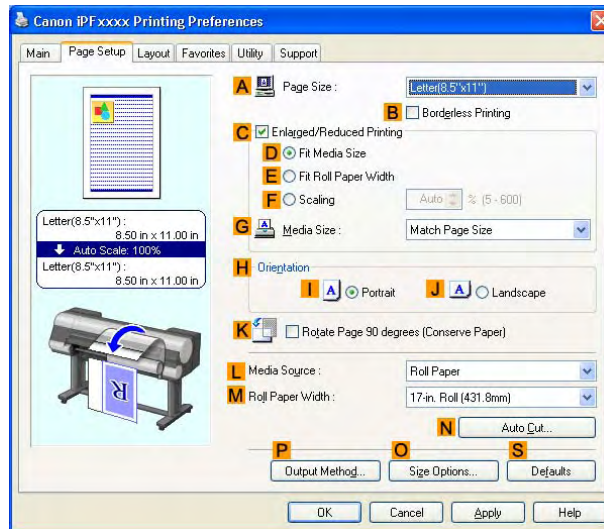 Canon iPFxxxx Printing Preferences
Main Page Setup Layout Favorites Utility Support
A Page Size : Letter(8.5"x11")
B Borderless Printing
C Enlarged/Reduced Printing
D Fit Media Size
E Fit Roll Paper Width
F Scaling Auto % (5 - 600)
G Media Size : Match Page Size
Letter(8.5"x11") :
8.50 in x 11.00 in
Auto Scale: 100%
Letter(8.5"x11") :
8.50 in x 11.00 in
H Orientation
I A Portrait J A Landscape
K Rotate Page 90 degrees (Conserve Paper)
R
L Media Source : Roll Paper
M Roll Paper Width : 17-in. Roll (431.8mm)
N Auto Cut...
P O S
Output Method... Size Options... Defaults
OK Cancel Apply Help